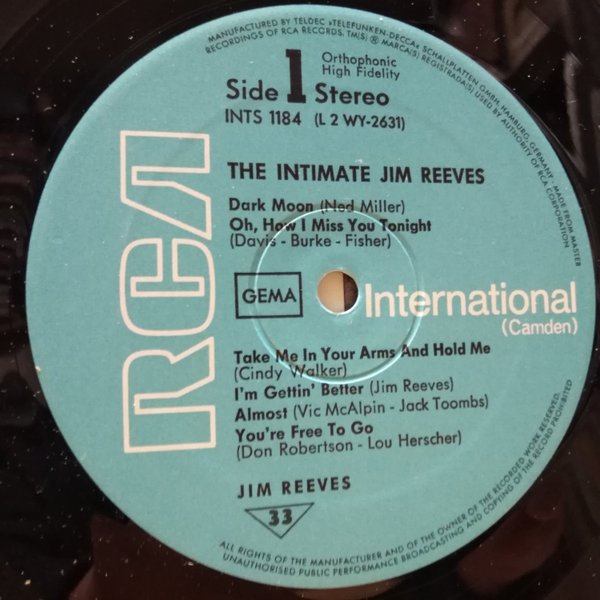 MANUFACTURED BY TELDEC »TELEFUNKEN-DECCA« SCHALLPLATTEN GMBH, HAMBURG, GERMANY · MADE FROM MASTER
RECORDINGS OF RCA RECORDS, TM(S) ® MARCA(S) REGISTRADA(S) USED BY AUTHORITY OF RCA CORPORATION
Side 1 Stereo
Orthophonic
High Fidelity
INTS 1184 (L 2 WY-2631)
RCA
THE INTIMATE JIM REEVES
Dark Moon (Ned Miller)
Oh, How I Miss You Tonight
(Davis - Burke - Fisher)
GEMA
International
(Camden)
Take Me In Your Arms And Hold Me
(Cindy Walker)
I'm Gettin' Better (Jim Reeves)
Almost (Vic McAlpin - Jack Toombs)
You're Free To Go
(Don Robertson - Lou Herscher)
JIM REEVES
33
ALL RIGHTS OF THE MANUFACTURER AND OF THE OWNER OF THE RECORDED WORK RESERVED.
UNAUTHORISED PUBLIC PERFORMANCE BROADCASTING AND COPYING OF THE RECORD PROHIBITED